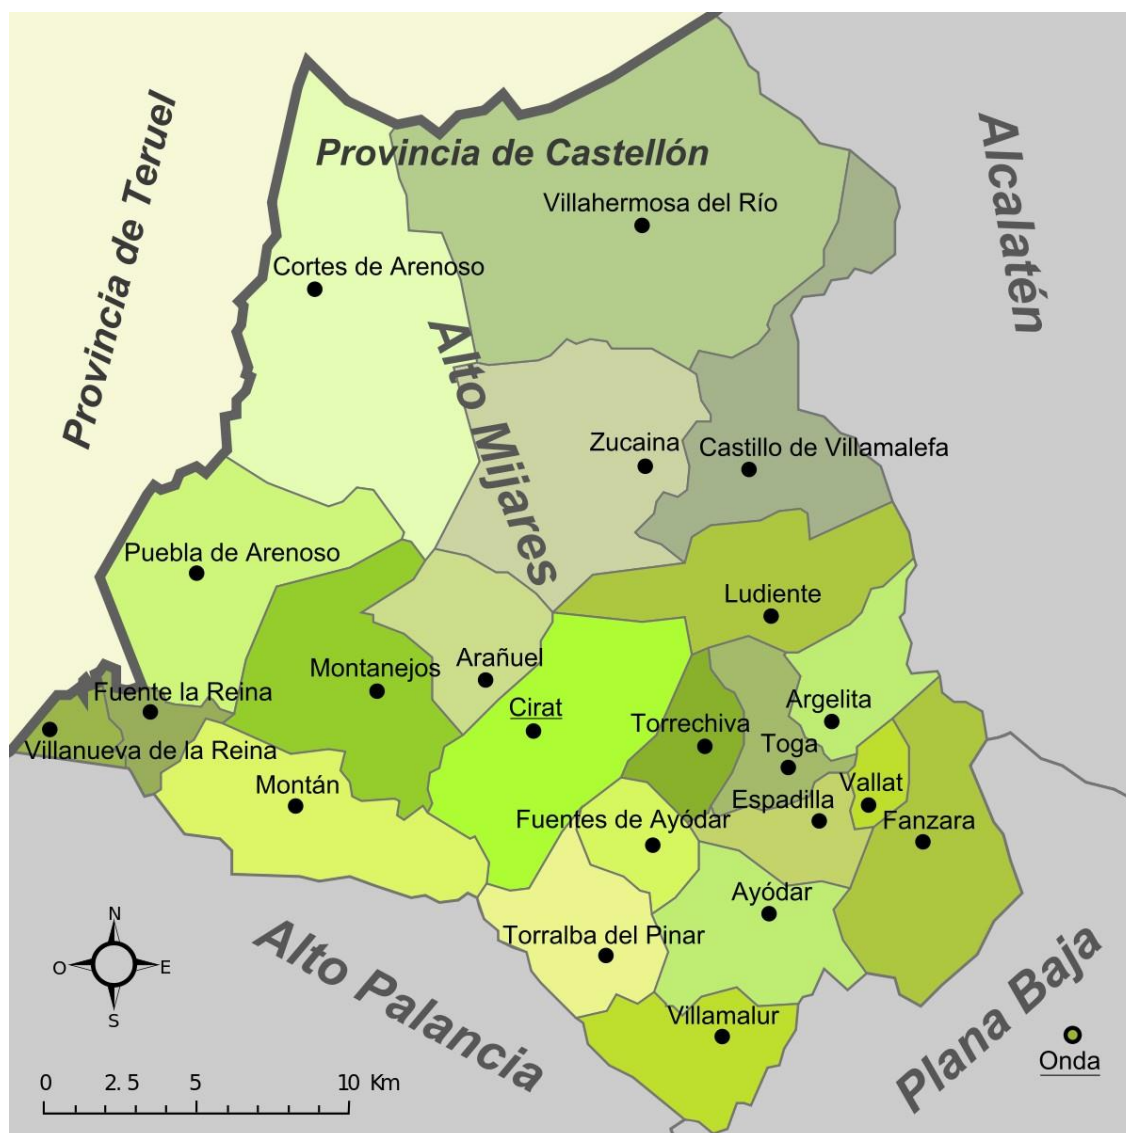 Provincia de Teruel
Provincia de Castellón
Alcalatén
Villahermosa del Río
Cortes de Arenoso
Alto Mijares
Zucaina
Castillo de Villamalefa
Puebla de Arenoso
Ludiente
Arañuel
Montanejos
Fuente la Reina
Cirat
Argelita
Torrechiva
Villanueva de la Reina
Toga
Montán
Espadilla
Vallat
Fuentes de Ayódar
Fanzara
Ayódar
Torralba del Pinar
Alto Palancia
Villamalur
Plana Baja
Onda
N
O
E
S
0 2.5 5 10 Km